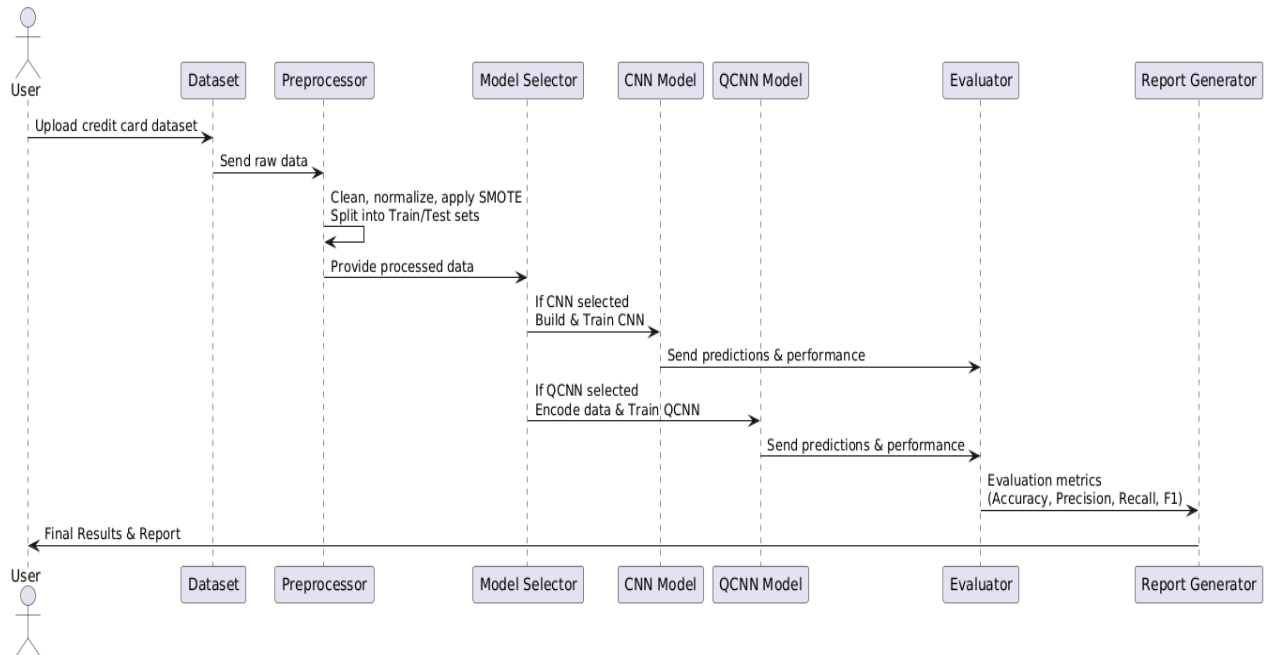 User
Dataset
Preprocessor
Model Selector
CNN Model
QCNN Model
Evaluator
Report Generator
Upload credit card dataset
Send raw data
Clean, normalize, apply SMOTE
Split into Train/Test sets
Provide processed data
If CNN selected
Build & Train CNN
Send predictions & performance
If QCNN selected
Encode data & Train QCNN
Send predictions & performance
Evaluation metrics
(Accuracy, Precision, Recall, F1)
Final Results & Report
User
Dataset
Preprocessor
Model Selector
CNN Model
QCNN Model
Evaluator
Report Generator